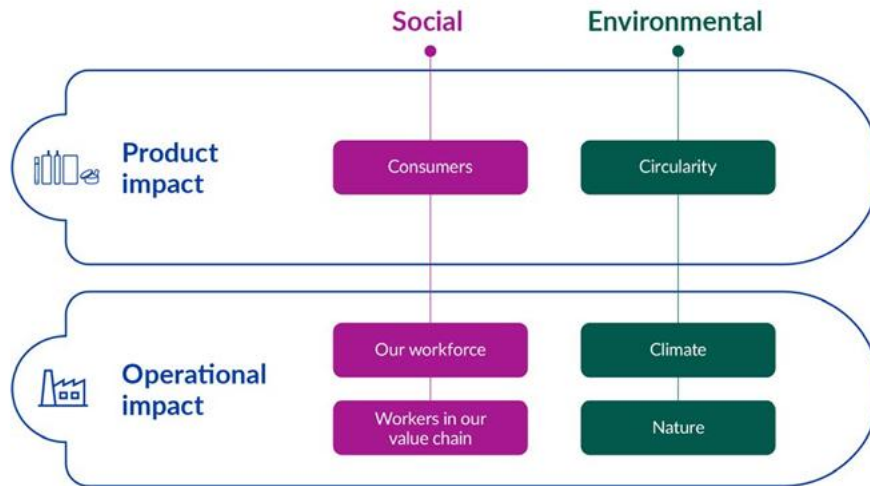 Social
Environmental
Product
impact
Consumers
Circularity
Operational
impact
Our workforce
Climate
Workers in our
value chain
Nature